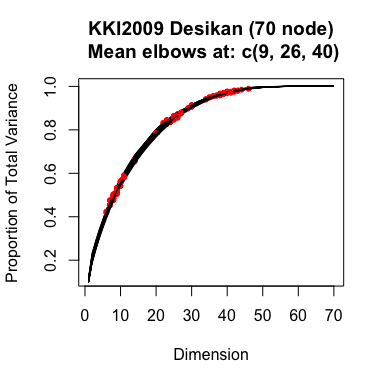 KKI2009 Desikan (70 node)
Mean elbows at: c(9, 26, 40)
Proportion of Total Variance
1.0
0.8
0.6
0.4
0.2
0 10 20 30 40 50 60 70
Dimension